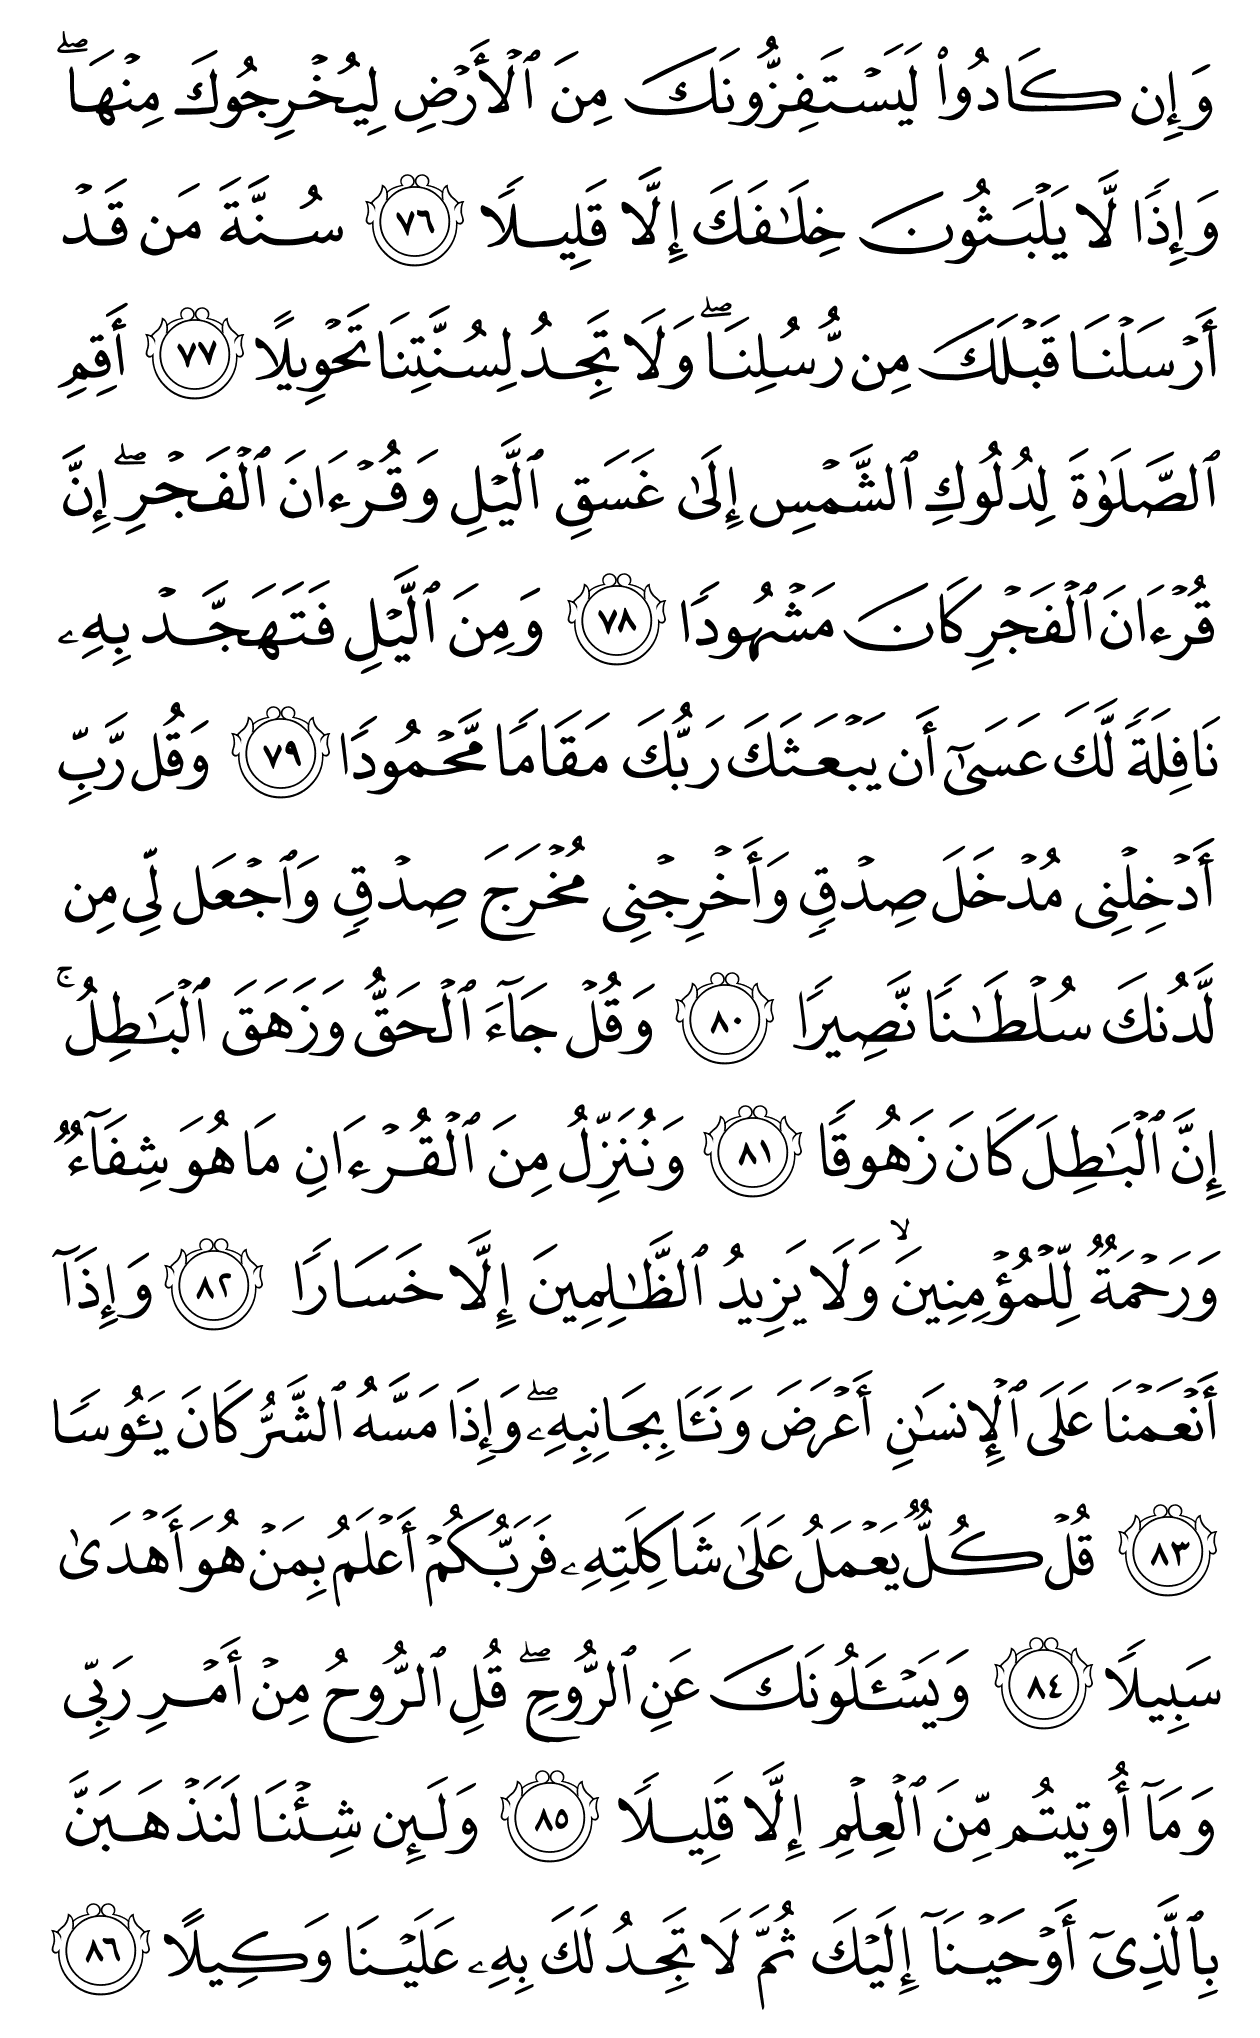 وَإِن كَادُوا۟ لَيَسْتَفِزُّونَكَ مِنَ ٱلْأَرْضِ لِيُخْرِجُوكَ مِنْهَا ۖ
وَإِذًا لَّا يَلْبَثُونَ خِلَـٰفَكَ إِلَّا قَلِيلًا ٧٦ سُنَّةَ مَن قَدْ
أَرْسَلْنَا قَبْلَكَ مِن رُّسُلِنَا ۖ وَلَا تَجِدُ لِسُنَّتِنَا تَحْوِيلًا ٧٧ أَقِمِ
ٱلصَّلَوٰةَ لِدُلُوكِ ٱلشَّمْسِ إِلَىٰ غَسَقِ ٱلَّيْلِ وَقُرْءَانَ ٱلْفَجْرِ ۖ إِنَّ
قُرْءَانَ ٱلْفَجْرِ كَانَ مَشْهُودًا ٧٨ وَمِنَ ٱلَّيْلِ فَتَهَجَّدْ بِهِۦ
نَافِلَةً لَّكَ عَسَىٰٓ أَن يَبْعَثَكَ رَبُّكَ مَقَامًا مَّحْمُودًا ٧٩ وَقُل رَّبِّ
أَدْخِلْنِى مُدْخَلَ صِدْقٍ وَأَخْرِجْنِى مُخْرَجَ صِدْقٍ وَٱجْعَل لِّى مِن
لَّدُنكَ سُلْطَـٰنًا نَّصِيرًا ٨٠ وَقُلْ جَآءَ ٱلْحَقُّ وَزَهَقَ ٱلْبَـٰطِلُ ۚ
إِنَّ ٱلْبَـٰطِلَ كَانَ زَهُوقًا ٨١ وَنُنَزِّلُ مِنَ ٱلْقُرْءَانِ مَا هُوَ شِفَآءٌ
وَرَحْمَةٌ لِّلْمُؤْمِنِينَ ۙ وَلَا يَزِيدُ ٱلظَّـٰلِمِينَ إِلَّا خَسَارًا ٨٢ وَإِذَآ
أَنْعَمْنَا عَلَى ٱلْإِنسَـٰنِ أَعْرَضَ وَنَـَٔا بِجَانِبِهِۦ ۖ وَإِذَا مَسَّهُ ٱلشَّرُّ كَانَ يَـُٔوسًا
٨٣ قُلْ كُلٌّ يَعْمَلُ عَلَىٰ شَاكِلَتِهِۦ فَرَبُّكُمْ أَعْلَمُ بِمَنْ هُوَ أَهْدَىٰ
سَبِيلًا ٨٤ وَيَسْـَٔلُونَكَ عَنِ ٱلرُّوحِ ۖ قُلِ ٱلرُّوحُ مِنْ أَمْرِ رَبِّى
وَمَآ أُوتِيتُم مِّنَ ٱلْعِلْمِ إِلَّا قَلِيلًا ٨٥ وَلَئِن شِئْنَا لَنَذْهَبَنَّ
بِٱلَّذِىٓ أَوْحَيْنَآ إِلَيْكَ ثُمَّ لَا تَجِدُ لَكَ بِهِۦ عَلَيْنَا وَكِيلًا ٨٦